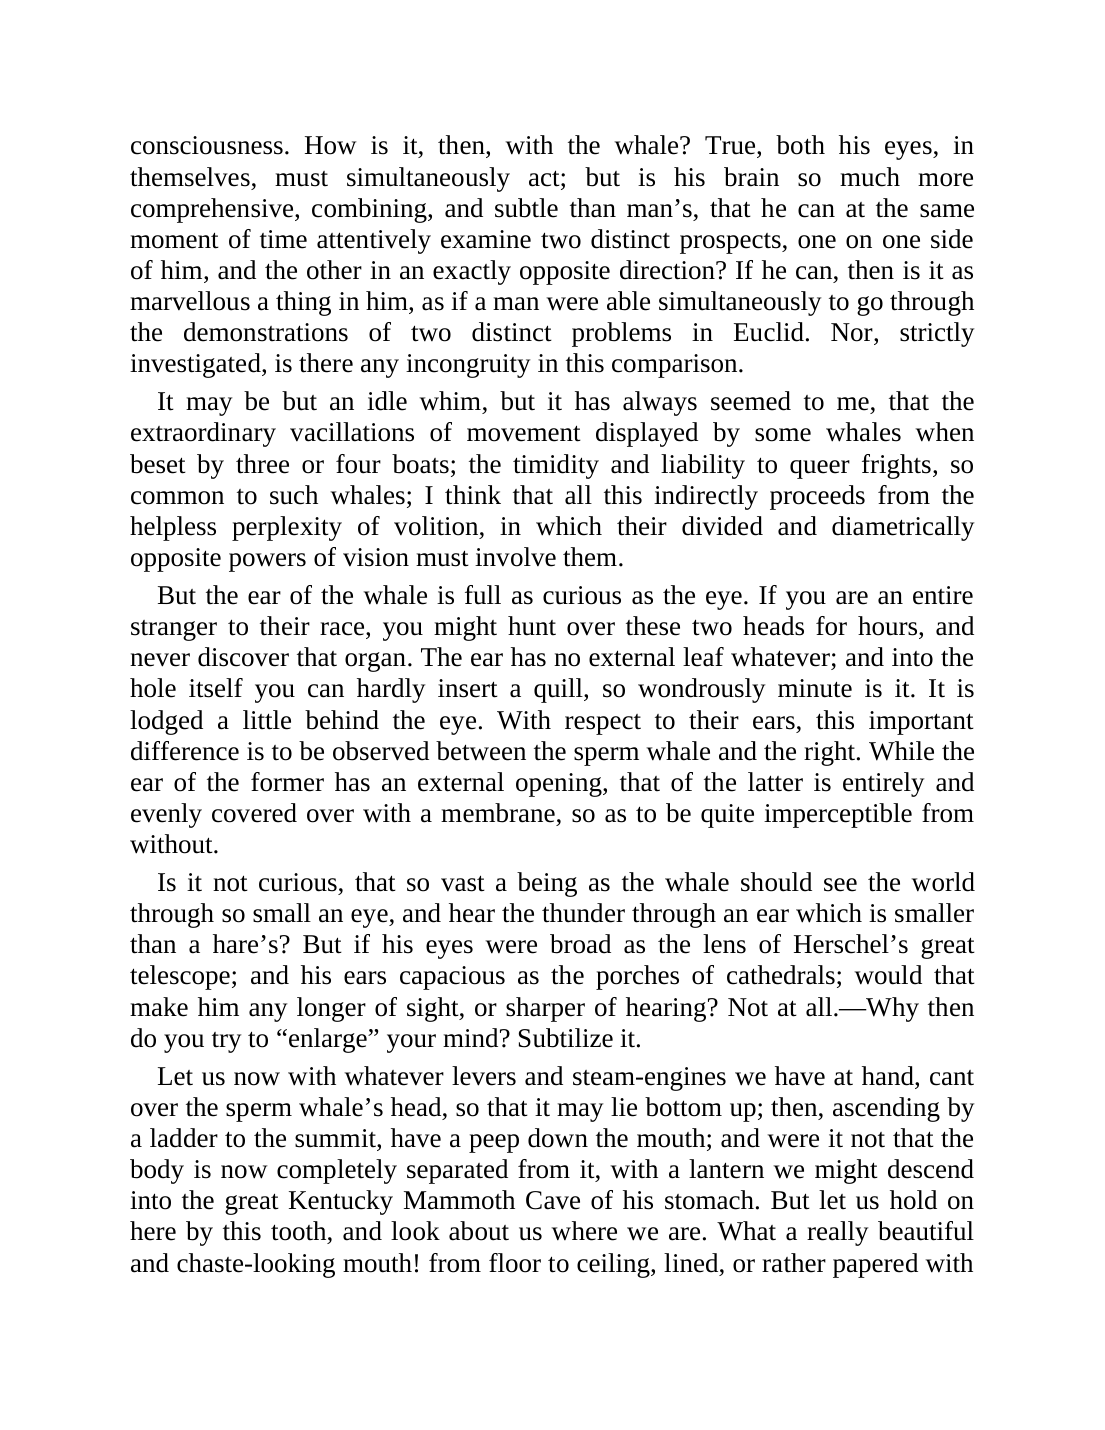 consciousness. How is it, then, with the whale? True, both his eyes, in
themselves, must simultaneously act; but is his brain so much more
comprehensive, combining, and subtle than man’s, that he can at the same
moment of time attentively examine two distinct prospects, one on one side
of him, and the other in an exactly opposite direction? If he can, then is it as
marvellous a thing in him, as if a man were able simultaneously to go through
the demonstrations of two distinct problems in Euclid. Nor, strictly
investigated, is there any incongruity in this comparison.
It may be but an idle whim, but it has always seemed to me, that the
extraordinary vacillations of movement displayed by some whales when
beset by three or four boats; the timidity and liability to queer frights, so
common to such whales; I think that all this indirectly proceeds from the
helpless perplexity of volition, in which their divided and diametrically
opposite powers of vision must involve them.
But the ear of the whale is full as curious as the eye. If you are an entire
stranger to their race, you might hunt over these two heads for hours, and
never discover that organ. The ear has no external leaf whatever; and into the
hole itself you can hardly insert a quill, so wondrously minute is it. It is
lodged a little behind the eye. With respect to their ears, this important
difference is to be observed between the sperm whale and the right. While the
ear of the former has an external opening, that of the latter is entirely and
evenly covered over with a membrane, so as to be quite imperceptible from
without.
Is it not curious, that so vast a being as the whale should see the world
through so small an eye, and hear the thunder through an ear which is smaller
than a hare’s? But if his eyes were broad as the lens of Herschel’s great
telescope; and his ears capacious as the porches of cathedrals; would that
make him any longer of sight, or sharper of hearing? Not at all.—Why then
do you try to “enlarge” your mind? Subtilize it.
Let us now with whatever levers and steam-engines we have at hand, cant
over the sperm whale’s head, so that it may lie bottom up; then, ascending by
a ladder to the summit, have a peep down the mouth; and were it not that the
body is now completely separated from it, with a lantern we might descend
into the great Kentucky Mammoth Cave of his stomach. But let us hold on
here by this tooth, and look about us where we are. What a really beautiful
and chaste-looking mouth! from floor to ceiling, lined, or rather papered with